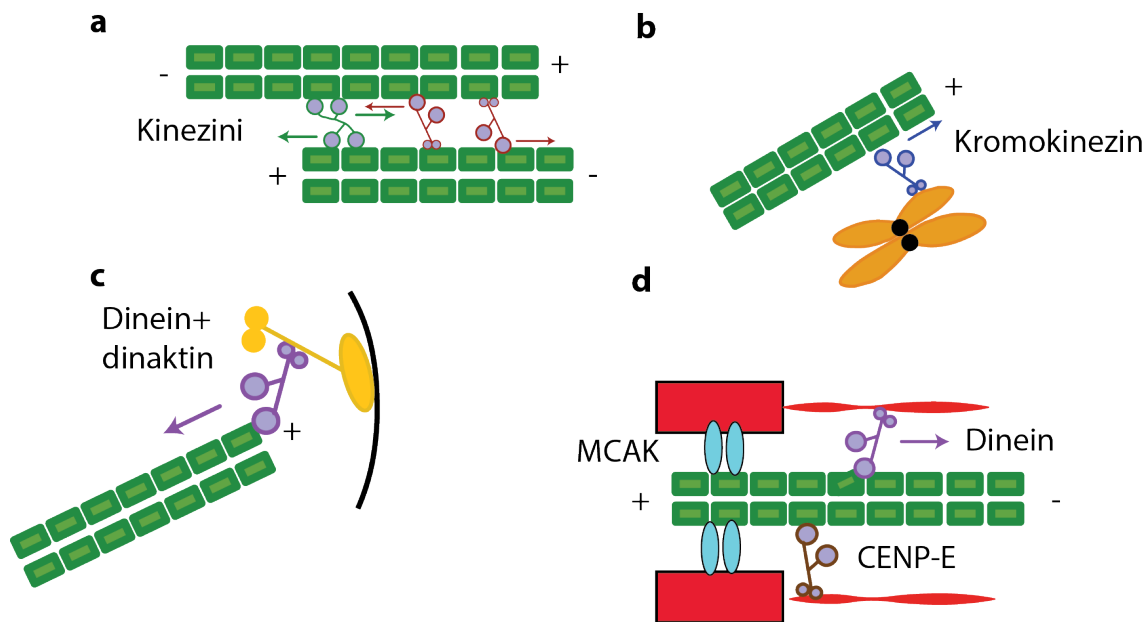 a
-
+
Kinezini
+
-
b
+
Kromokinezin
c
Dinein+
dinaktin
+
d
MCAK
Dinein
+
-
CENP-E